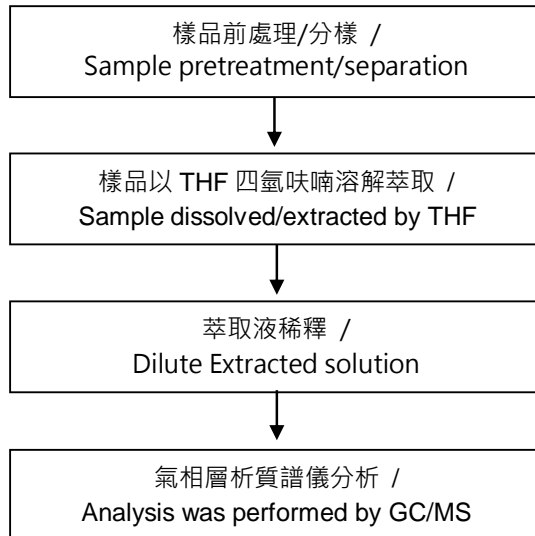 樣品前處理/分樣 /
Sample pretreatment/separation
樣品以 THF 四氫呋喃溶解萃取 /
Sample dissolved/extracted by THF
萃取液稀釋 /
Dilute Extracted solution
氣相層析質譜儀分析 /
Analysis was performed by GC/MS